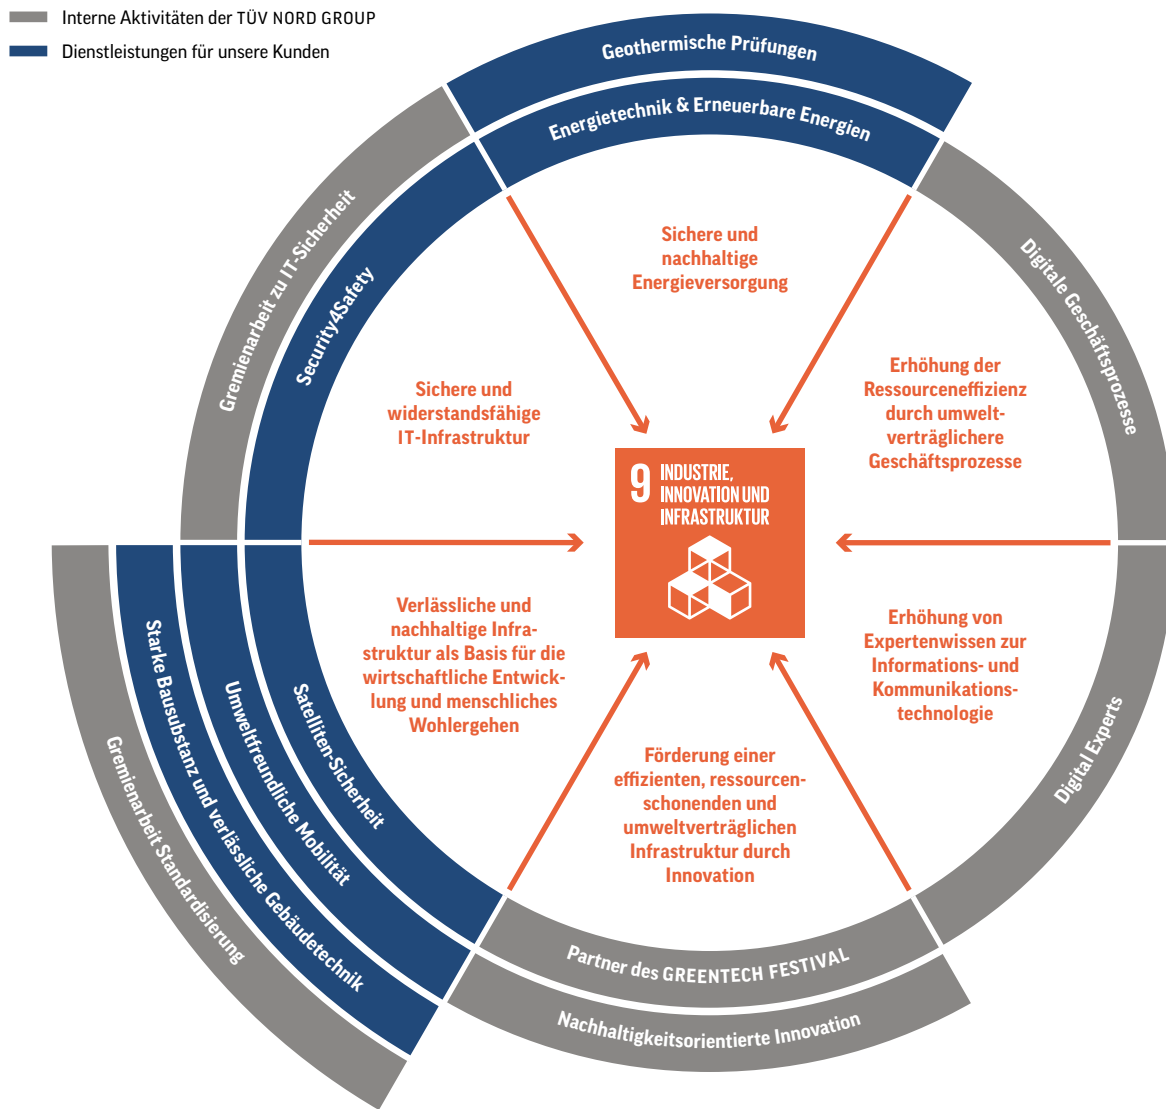 Interne Aktivitäten der TÜV NORD GROUP
Dienstleistungen für unsere Kunden
Geothermische Prüfungen
Energietechnik & Erneuerbare Energien
Gremienarbeit zu IT-Sicherheit
Security4Safety
Digitale Geschäftsprozesse
Sichere und
nachhaltige
Energieversorgung
Sichere und
widerstandsfähige
IT-Infrastruktur
Erhöhung der
Ressourceneffizienz
durch umwelt-
verträglichere
Geschäftsprozesse
9 INDUSTRIE,
INNOVATION UND
INFRASTRUKTUR
Verlässliche und
nachhaltige Infra-
struktur als Basis für die
wirtschaftliche Entwick-
lung und menschliches
Wohlergehen
Erhöhung von
Expertenwissen zur
Informations- und
Kommunikations-
technologie
Förderung einer
effizienten, ressourcen-
schonenden und
umweltverträglichen
Infrastruktur durch
Innovation
Gremienarbeit Standardisierung
Starke Bausubstanz und verlässliche Gebäudetechnik
Umweltfreundliche Mobilität
Satelliten-Sicherheit
Digital Experts
Partner des GREENTECH FESTIVAL
Nachhaltigkeitsorientierte Innovation